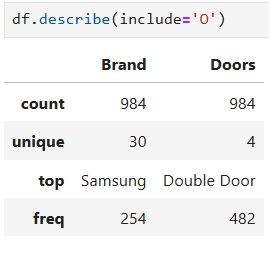 df.describe(include='O')
Brand Doors
count 984 984
unique 30 4
top Samsung Double Door
freq 254 482